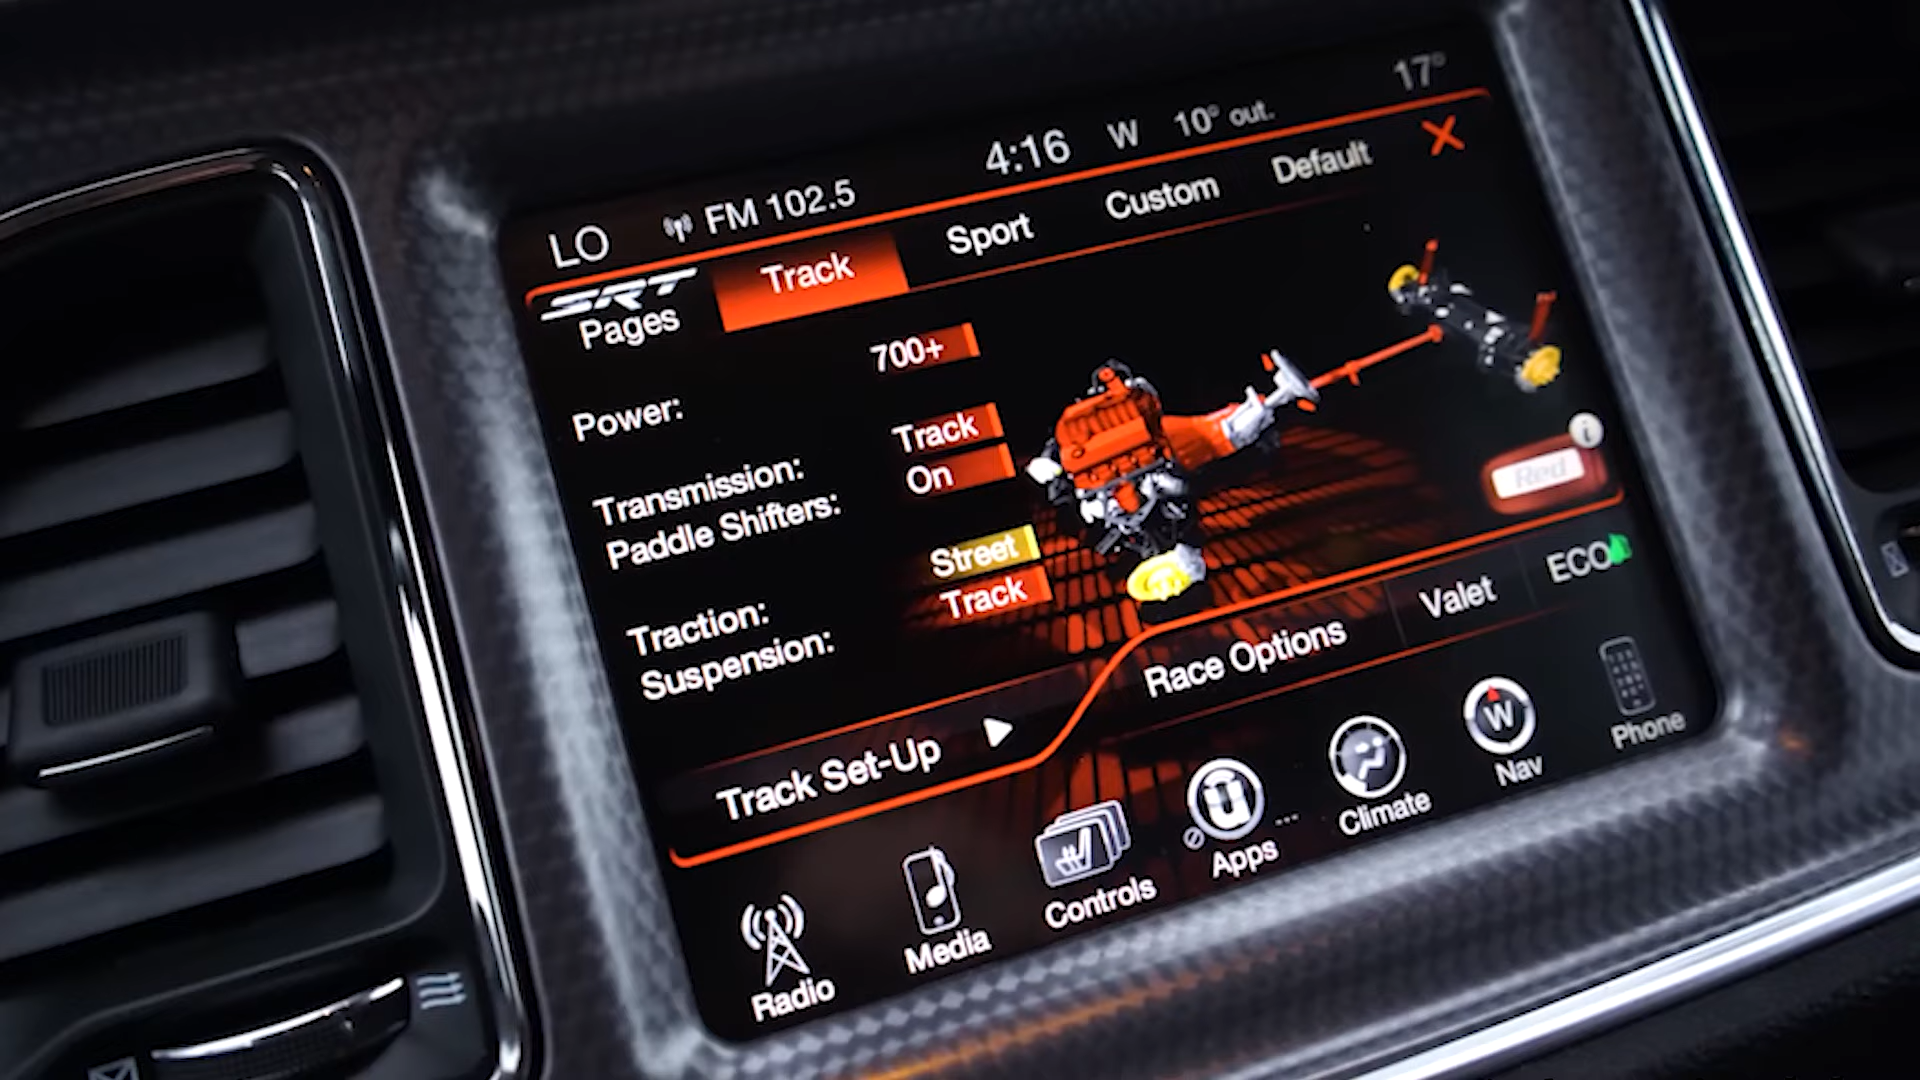 LO FM 102.5 4:16 W 10° out. 17°
SRT
Pages
Track Sport Custom Default X
Power: 700+
Transmission: Track
Paddle Shifters: On
Traction: Street
Suspension: Track
i
Red
Track Set-Up
Race Options Valet ECO
W
Radio Media Controls Apps ... Climate Nav Phone